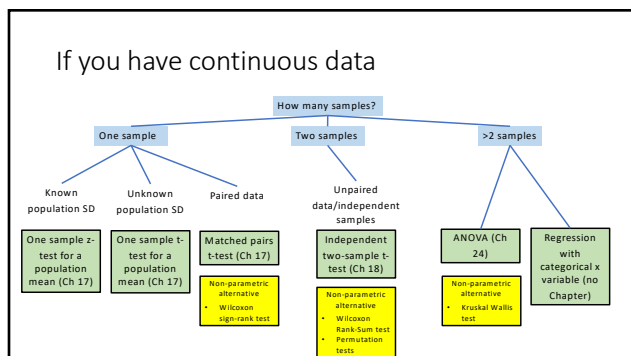 If you have continuous data
How many samples?
One sample
Two samples
>2 samples
Known
population SD
Unknown
population SD
Paired data
Unpaired
data/independent
samples
One sample z-
test for a
population
mean (Ch 17)
One sample t-
test for a
population
mean (Ch 17)
Matched pairs
t-test (Ch 17)
Non-parametric
alternative
• Wilcoxon
sign-rank test
Independent
two-sample t-
test (Ch 18)
Non-parametric
alternative
• Wilcoxon
Rank-Sum test
• Permutation
tests
ANOVA (Ch
24)
Non-parametric
alternative
• Kruskal Wallis
test
Regression
with
categorical x
variable (no
Chapter)